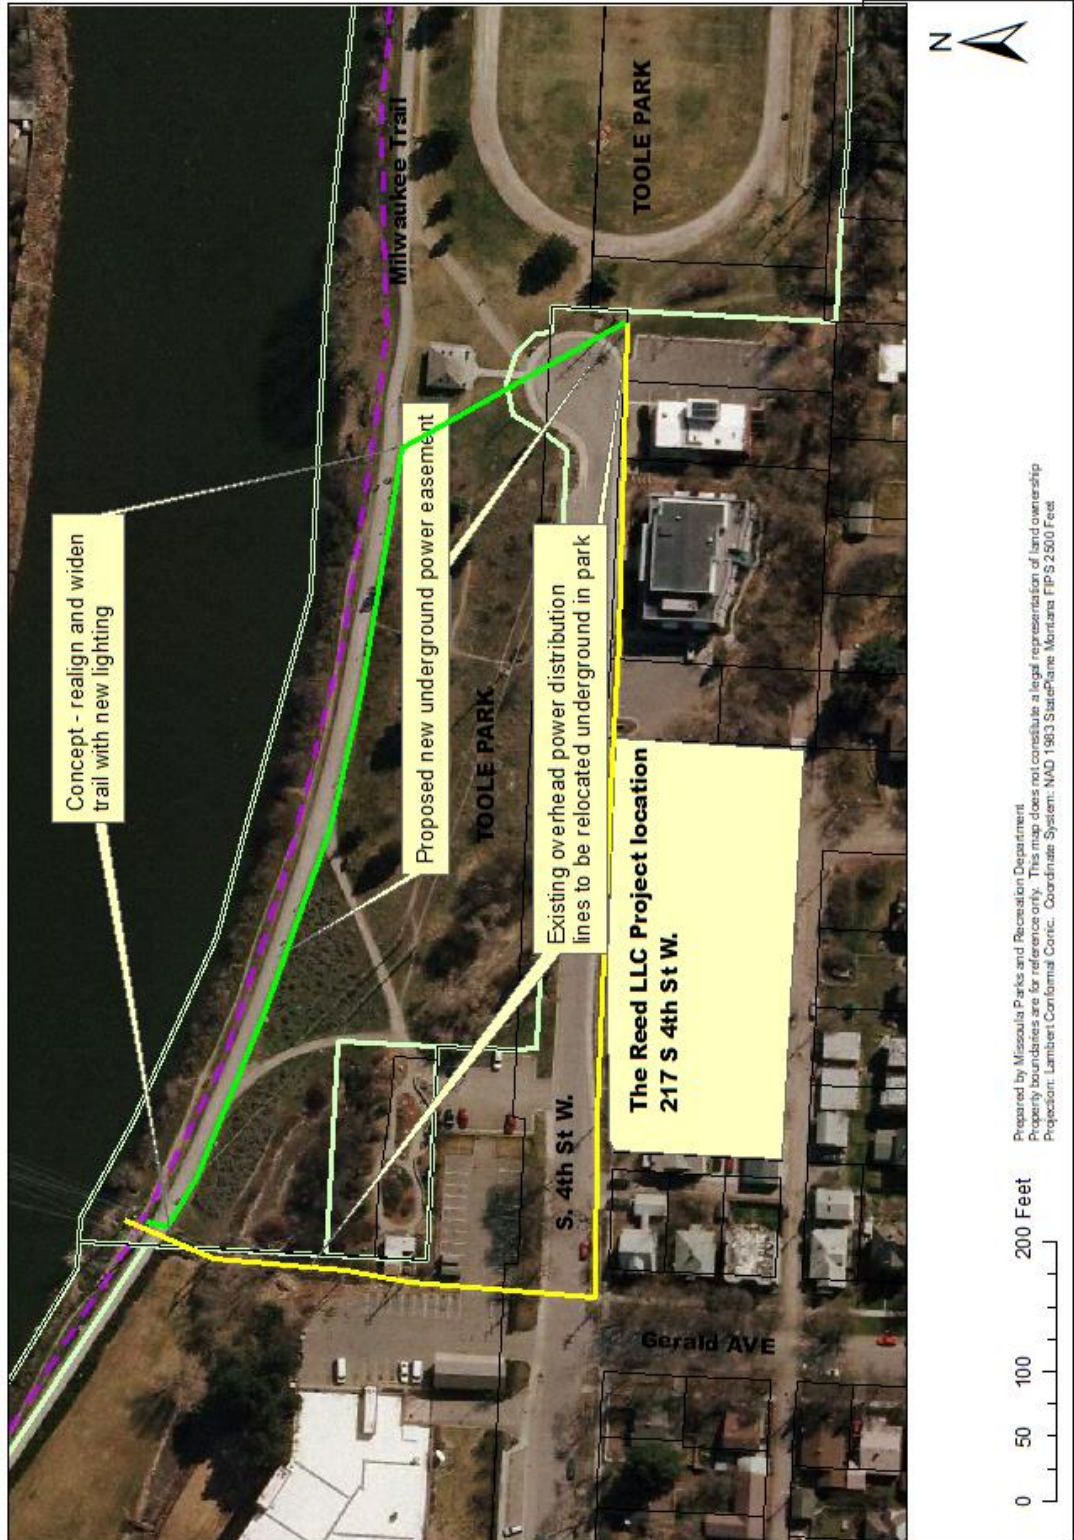 Concept - realign and widen
trail with new lighting
Milwaukee Trail
TOOLE PARK
Proposed new underground power easement
TOOLE PARK
Existing overhead power distribution
lines to be relocated underground in park
The Reed LLC Project location
217 S 4th St W.
S. 4th St W.
Gerald AVE
N
0 50 100 200 Feet
Prepared by Missoula Parks and Recreation Department
Property boundaries are for reference only. This map does not constitute a legal representation of land ownership
Projection: Lambert Conformal Conic. Coordinate System: NAD 1983 StatePlane Montana FIPS 2500 Feet